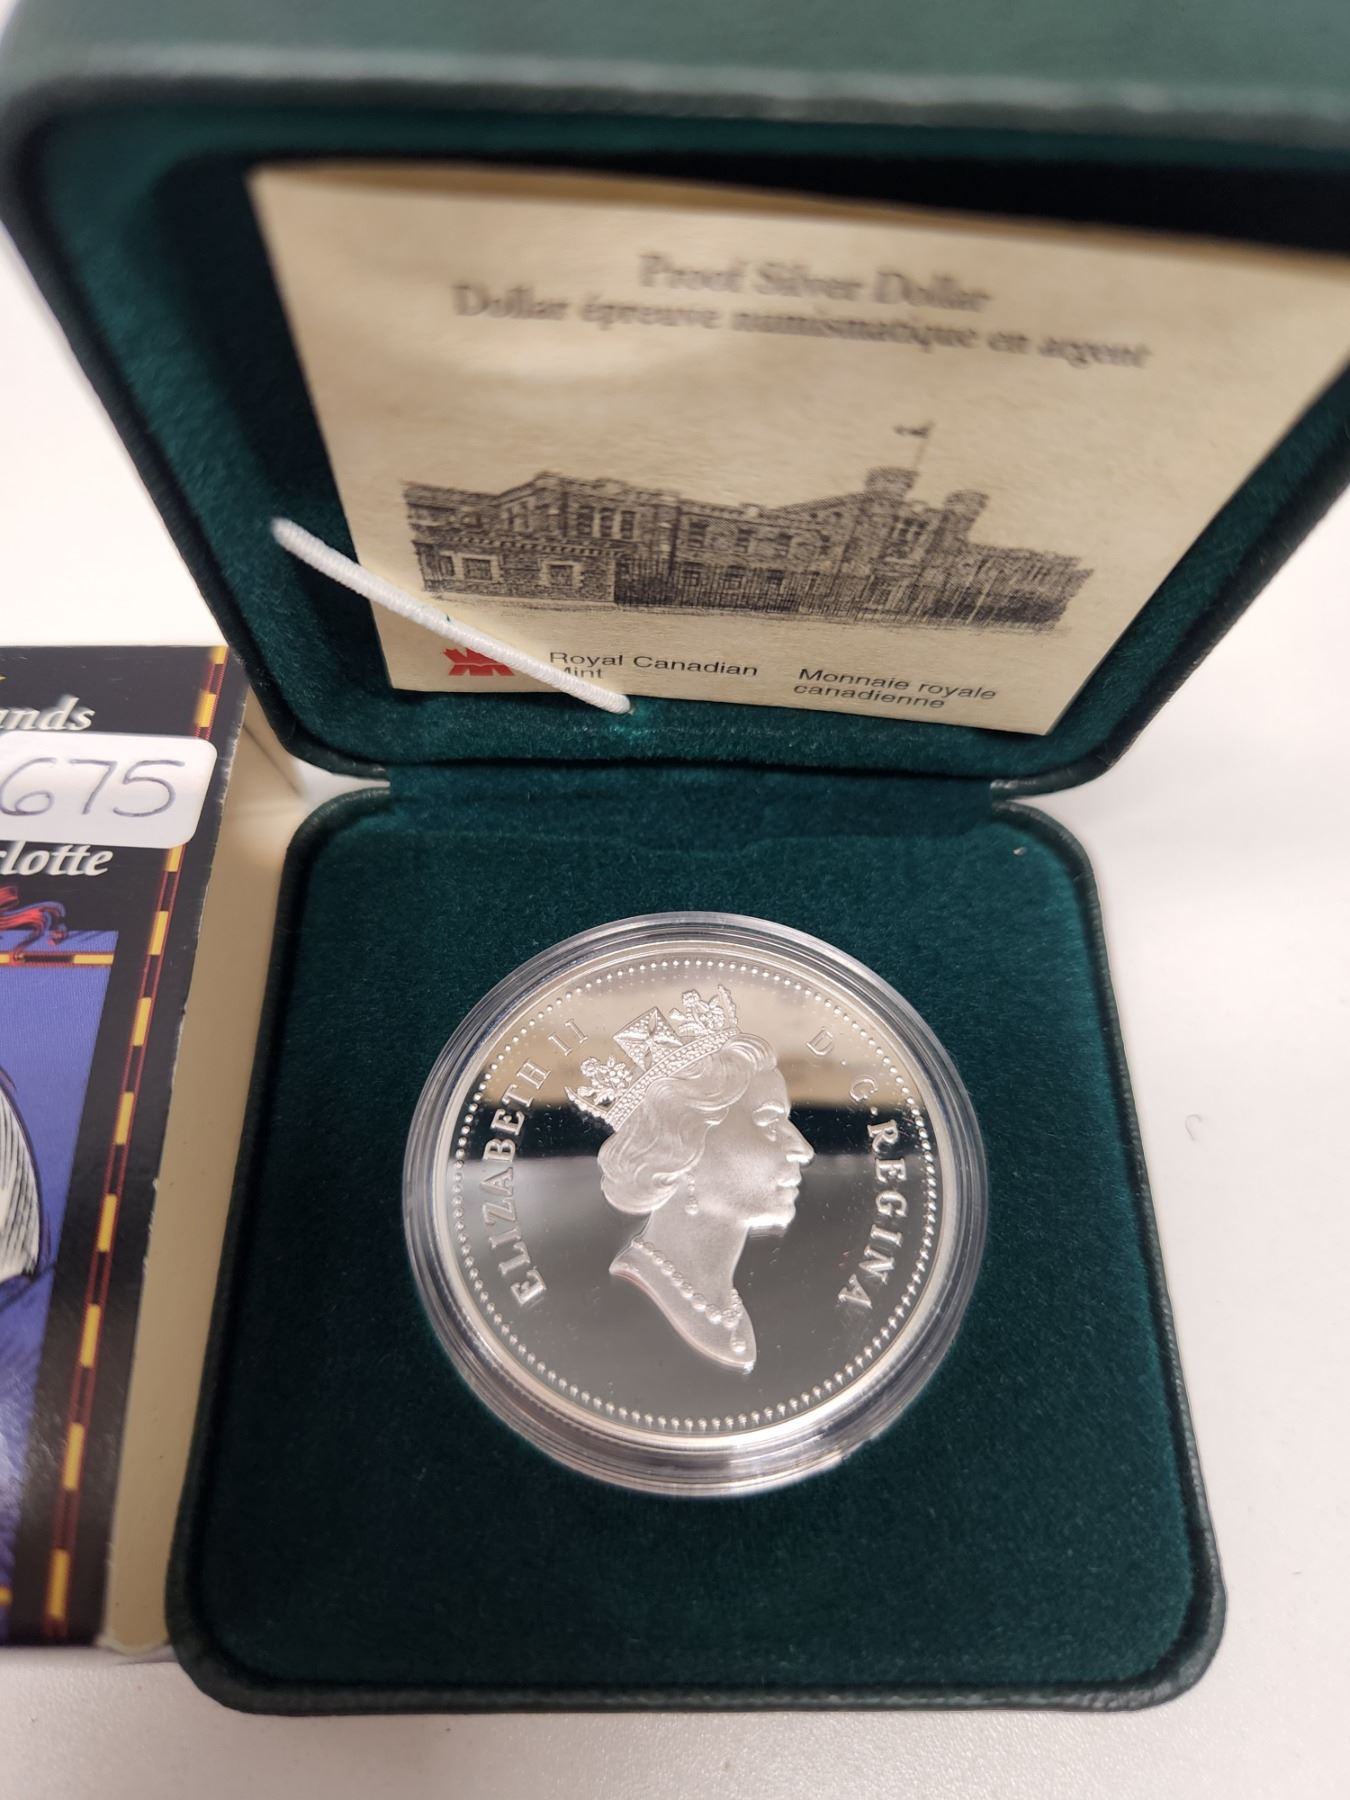 Proof Silver Dollar
Dollar épreuve numismatique en argent
Royal Canadian
Mint
Monnaie royale
canadienne
ands
675
rlotte
ELIZABETH II D·G·REGINA